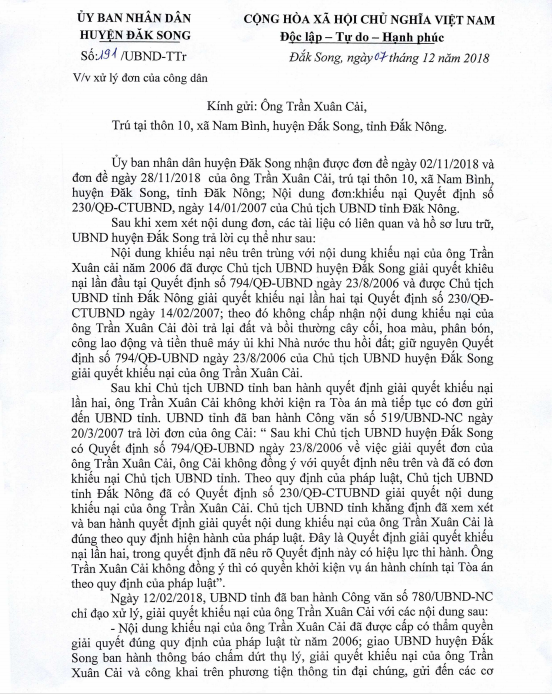 ỦY BAN NHÂN DÂN
HUYỆN ĐĂK SONG
CỘNG HÒA XÃ HỘI CHỦ NGHĨA VIỆT NAM
Độc lập – Tự do – Hạnh phúc
Số:191 /UBND-TTr
Đắk Song, ngày 07 tháng 12 năm 2018
V/v xử lý đơn của công dân
Kính gửi: Ông Trần Xuân Cải,
Trú tại thôn 10, xã Nam Bình, huyện Đắk Song, tỉnh Đắk Nông.
Ủy ban nhân dân huyện Đăk Song nhận được đơn đề ngày 02/11/2018 và
đơn đề ngày 28/11/2018 của ông Trần Xuân Cải, trú tại thôn 10, xã Nam Bình,
huyện Đăk Song, tỉnh Đăk Nông; Nội dung đơn:khiếu nại Quyết định số
230/QĐ-CTUBND, ngày 14/01/2007 của Chủ tịch UBND tỉnh Đăk Nông.
Sau khi xem xét nội dung đơn, các tài liệu có liên quan và hồ sơ lưu trữ,
UBND huyện Đăk Song trả lời cụ thể như sau:
Nội dung khiếu nại nêu trên trùng với nội dung khiếu nại của ông Trần
Xuân cải năm 2006 đã được Chủ tịch UBND huyện Đắk Song giải quyết khiêu
nại lần đầu tại Quyết định số 794/QĐ-UBND ngày 23/8/2006 và được Chủ tịch
UBND tỉnh Đắk Nông giải quyết khiếu nại lần hai tại Quyết định số 230/QĐ-
CTUBND ngày 14/02/2007; theo đó không chấp nhận nội dung khiếu nại của
ông Trần Xuân Cải đòi trả lại đất và bồi thường cây cối, hoa màu, phân bón,
công lao động và tiền thuê máy ủi khi Nhà nước thu hồi đất; giữ nguyên Quyết
định số 794/QĐ-UBND ngày 23/8/2006 của Chủ tịch UBND huyện Đắk Song
giải quyết khiếu nại của ông Trần Xuân Cải.
Sau khi Chủ tịch UBND tỉnh ban hành quyết định giải quyết khiếu nại
lần hai, ông Trần Xuân Cải không khởi kiện ra Tòa án mà tiếp tục có đơn gửi
đến UBND tỉnh. UBND tỉnh đã ban hành Công văn số 519/UBND-NC ngày
20/3/2007 trả lời đơn của ông Cải: “ Sau khi Chủ tịch UBND huyện Đắk Song
có Quyết định số 794/QĐ-UBND ngày 23/8/2006 về việc giải quyết đơn của
ông Trần Xuân Cải, ông Cải không đồng ý với quyết định nêu trên và đã có đơn
khiếu nại Chủ tịch UBND tỉnh. Theo quy định của pháp luật, Chủ tịch UBND
tỉnh Đắk Nông đã có Quyết định số 230/QĐ-CTUBND giải quyết nội dung
khiếu nại của ông Trần Xuân Cải. Chủ tịch UBND tỉnh khẳng định đã xem xét
và ban hành quyết định giải quyết nội dung khiếu nại của ông Trần Xuân Cải là
đúng theo quy định hiện hành của pháp luật. Đây là Quyết định giải quyết khiếu
nại lần hai, trong quyết định đã nêu rõ Quyết định này có hiệu lực thi hành. Ông
Trần Xuân Cải không đồng ý thì có quyền khởi kiện vụ án hành chính tại Tòa án
theo quy định của pháp luật”.
Ngày 12/02/2018, UBND tỉnh đã ban hành Công văn số 780/UBND-NC
chỉ đạo xử lý, giải quyết khiếu nại của ông Trần Xuân Cải với các nội dung sau:
- Nội dung khiếu nại của ông Trần Xuân Cải đã được cấp có thẩm quyền
giải quyết đúng quy định của pháp luật từ năm 2006; giao UBND huyện Đắk
Song ban hành thông báo chấm dứt thụ lý, giải quyết khiếu nại của ông Trần
Xuân Cải và công khai trên phương tiện thông tin đại chúng, gửi đến các cơ